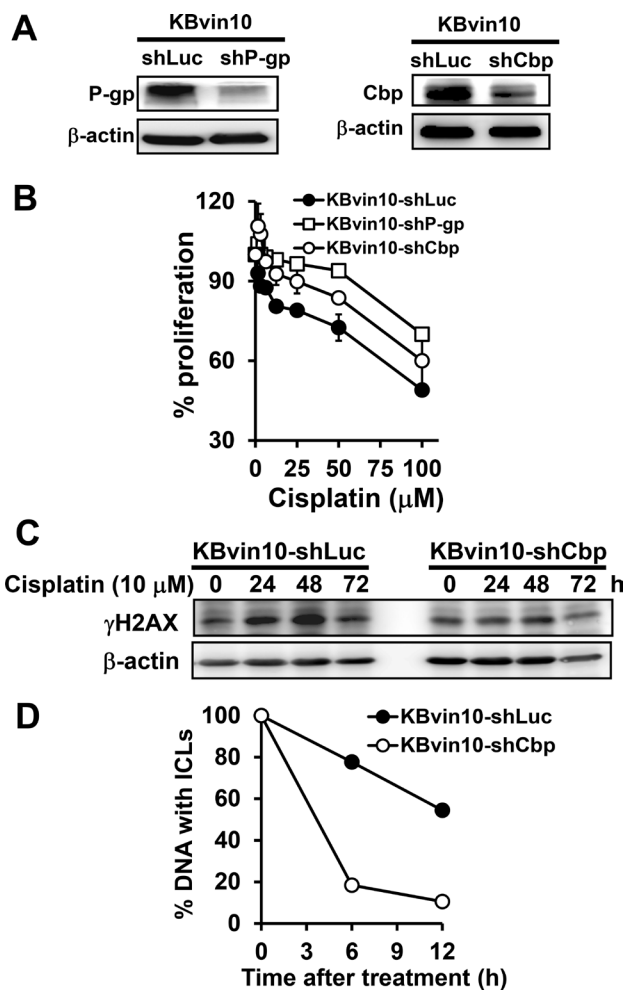 A
KBvin10
shLuc shP-gp
P-gp
β-actin
KBvin10
shLuc shCbp
Cbp
β-actin
B
120
90
60
30
% proliferation
KBvin10-shLuc
KBvin10-shP-gp
KBvin10-shCbp
0 25 50 75 100
Cisplatin (μM)
C
KBvin10-shLuc KBvin10-shCbp
Cisplatin (10 μM) 0 24 48 72 0 24 48 72 h
γH2AX
β-actin
D
100
80
60
40
20
0
% DNA with ICLs
KBvin10-shLuc
KBvin10-shCbp
0 3 6 9 12
Time after treatment (h)